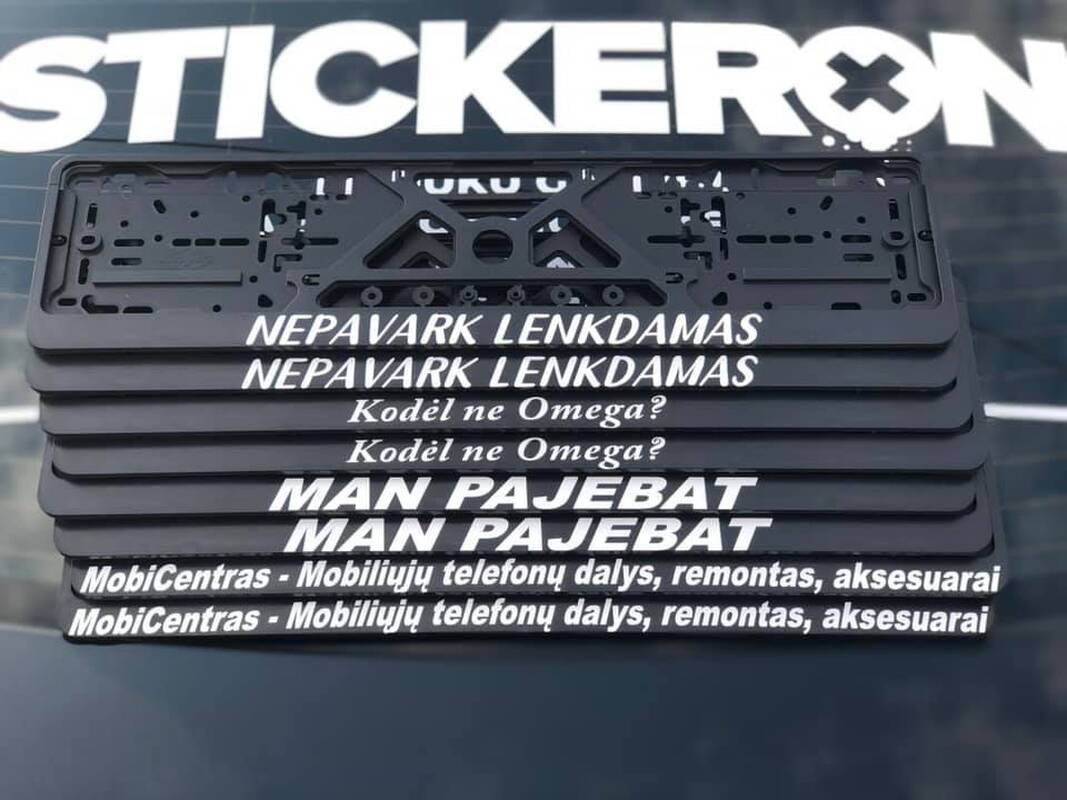 STICKERON
NEPAVARK LENKDAMAS
NEPAVARK LENKDAMAS
Kodėl ne Omega?
Kodėl ne Omega?
MAN PAJEBAT
MAN PAJEBAT
MobiCentras - Mobiliųjų telefonų dalys, remontas, aksesuarai
MobiCentras - Mobiliųjų telefonų dalys, remontas, aksesuarai